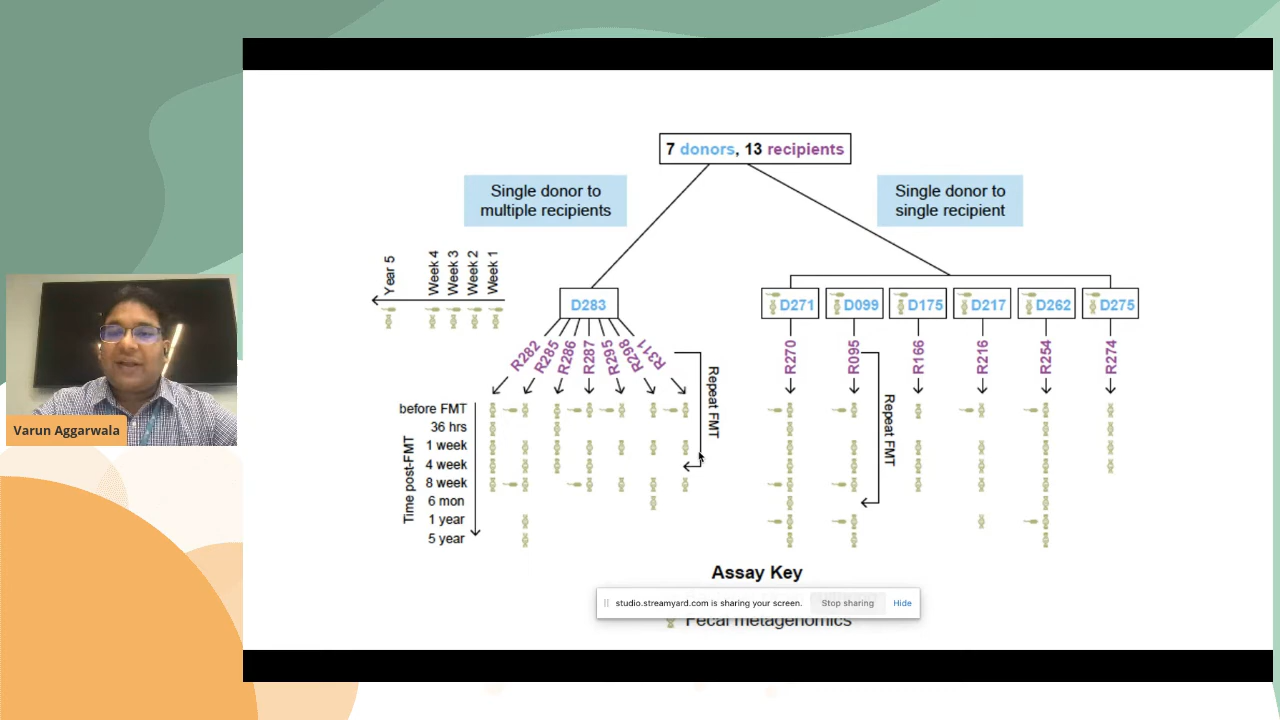 7 donors, 13 recipients
Single donor to
multiple recipients
Single donor to
single recipient
Year 5
Week 4
Week 3
Week 2
Week 1
D283
D271
D099
D175
D217
D262
D275
R282
R285
R286
R287
R295
R298
R311
R270
R095
R166
R216
R254
R274
Repeat FMT
Repeat FMT
Time post-FMT
before FMT
36 hrs
1 week
4 week
8 week
6 mon
1 year
5 year
Varun Aggarwala
Assay Key
studio.streamyard.com is sharing your screen.
Stop sharing
Hide
Fecal metagenomics